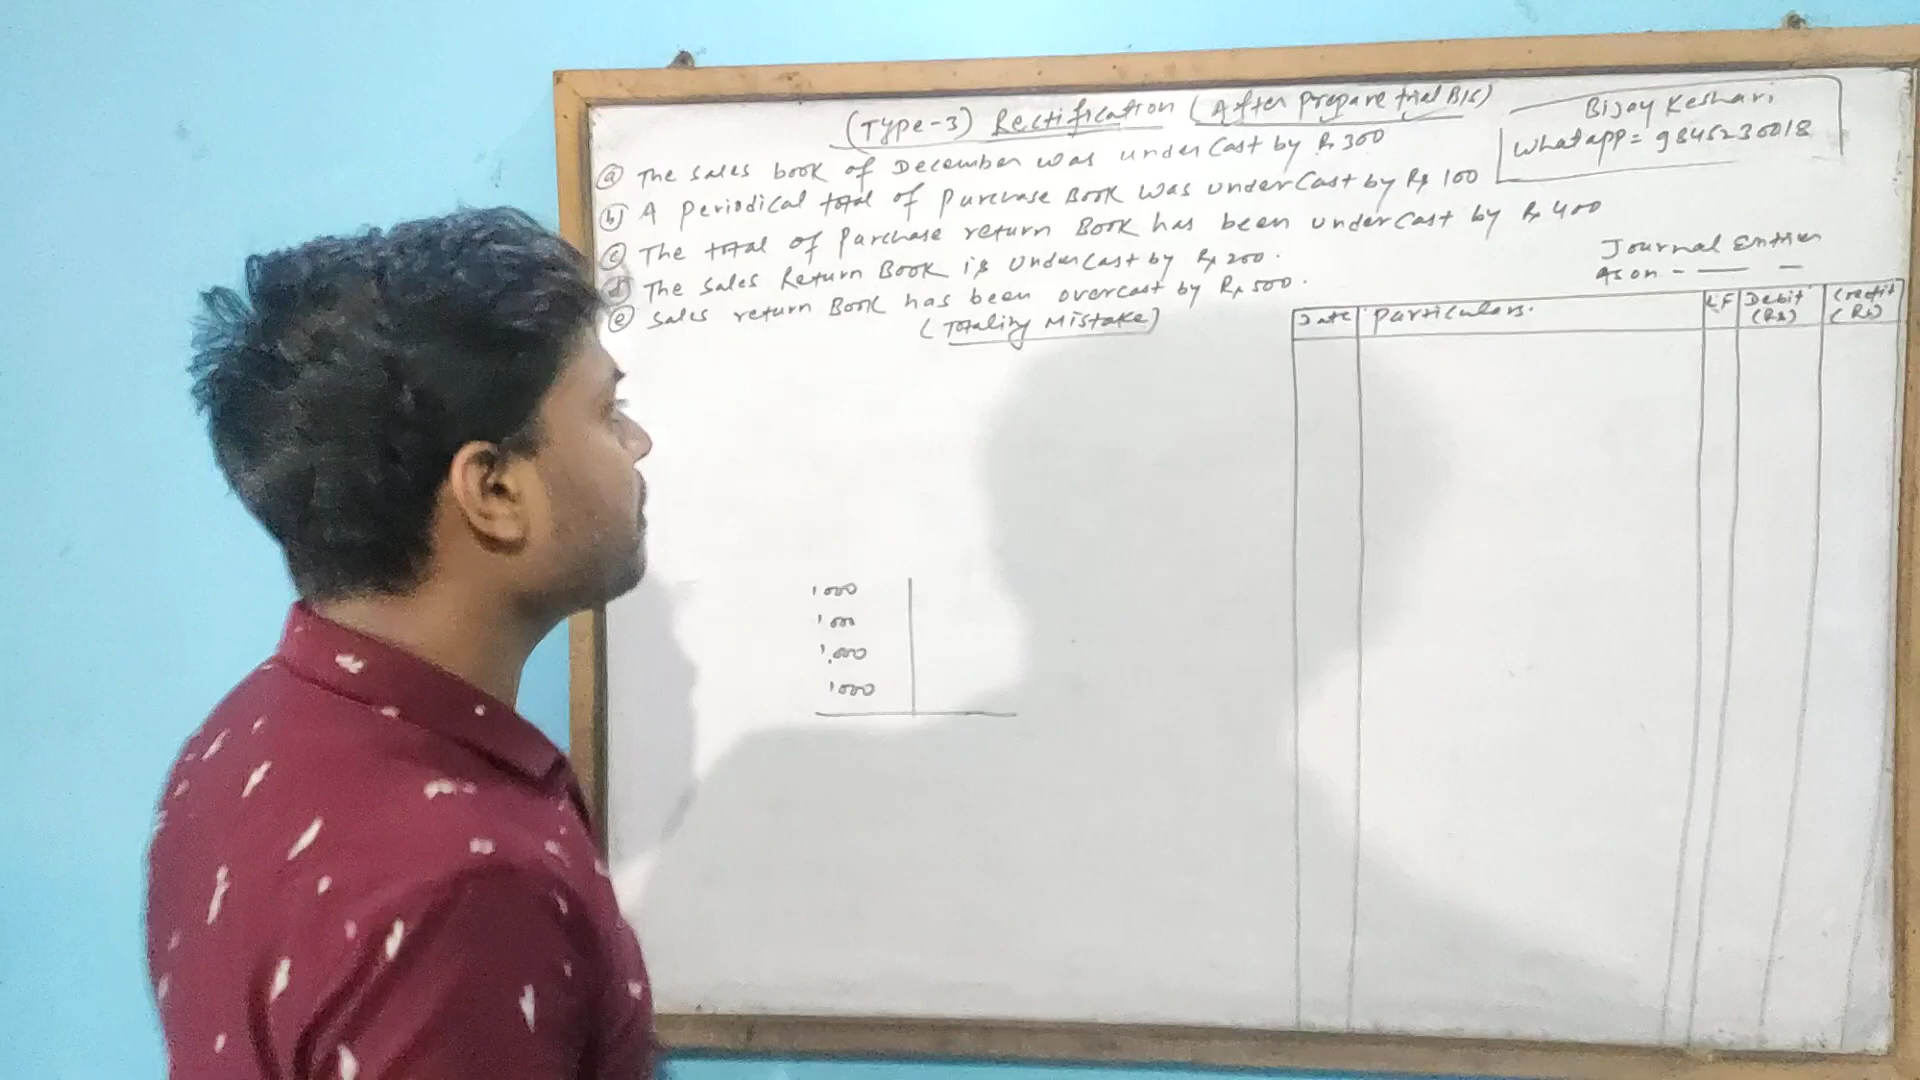 (Type-3) Rectification (After prepare trial B/S)
Bijay Keshari
Whatapp = 9845230018
(a) The sales book of December was undercast by Rs 300
(b) A periodical total of purchase Book was undercast by Rs 100
(c) The total of purchase return Book has been undercast by Rs 400
(d) The sales Return Book is undercast by Rs 200.
(e) sales return Book has been overcast by Rs 500.
(Totaling Mistake)
Journal Entries
As on - — —
Date Particulars. LF Debit (Rs) Credit (Rs)
1000
1000
1,000
1000